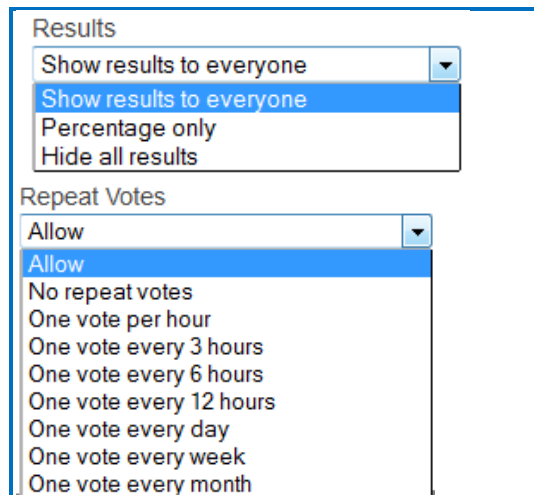 Results
Show results to everyone
Show results to everyone
Percentage only
Hide all results
Repeat Votes
Allow
Allow
No repeat votes
One vote per hour
One vote every 3 hours
One vote every 6 hours
One vote every 12 hours
One vote every day
One vote every week
One vote every month